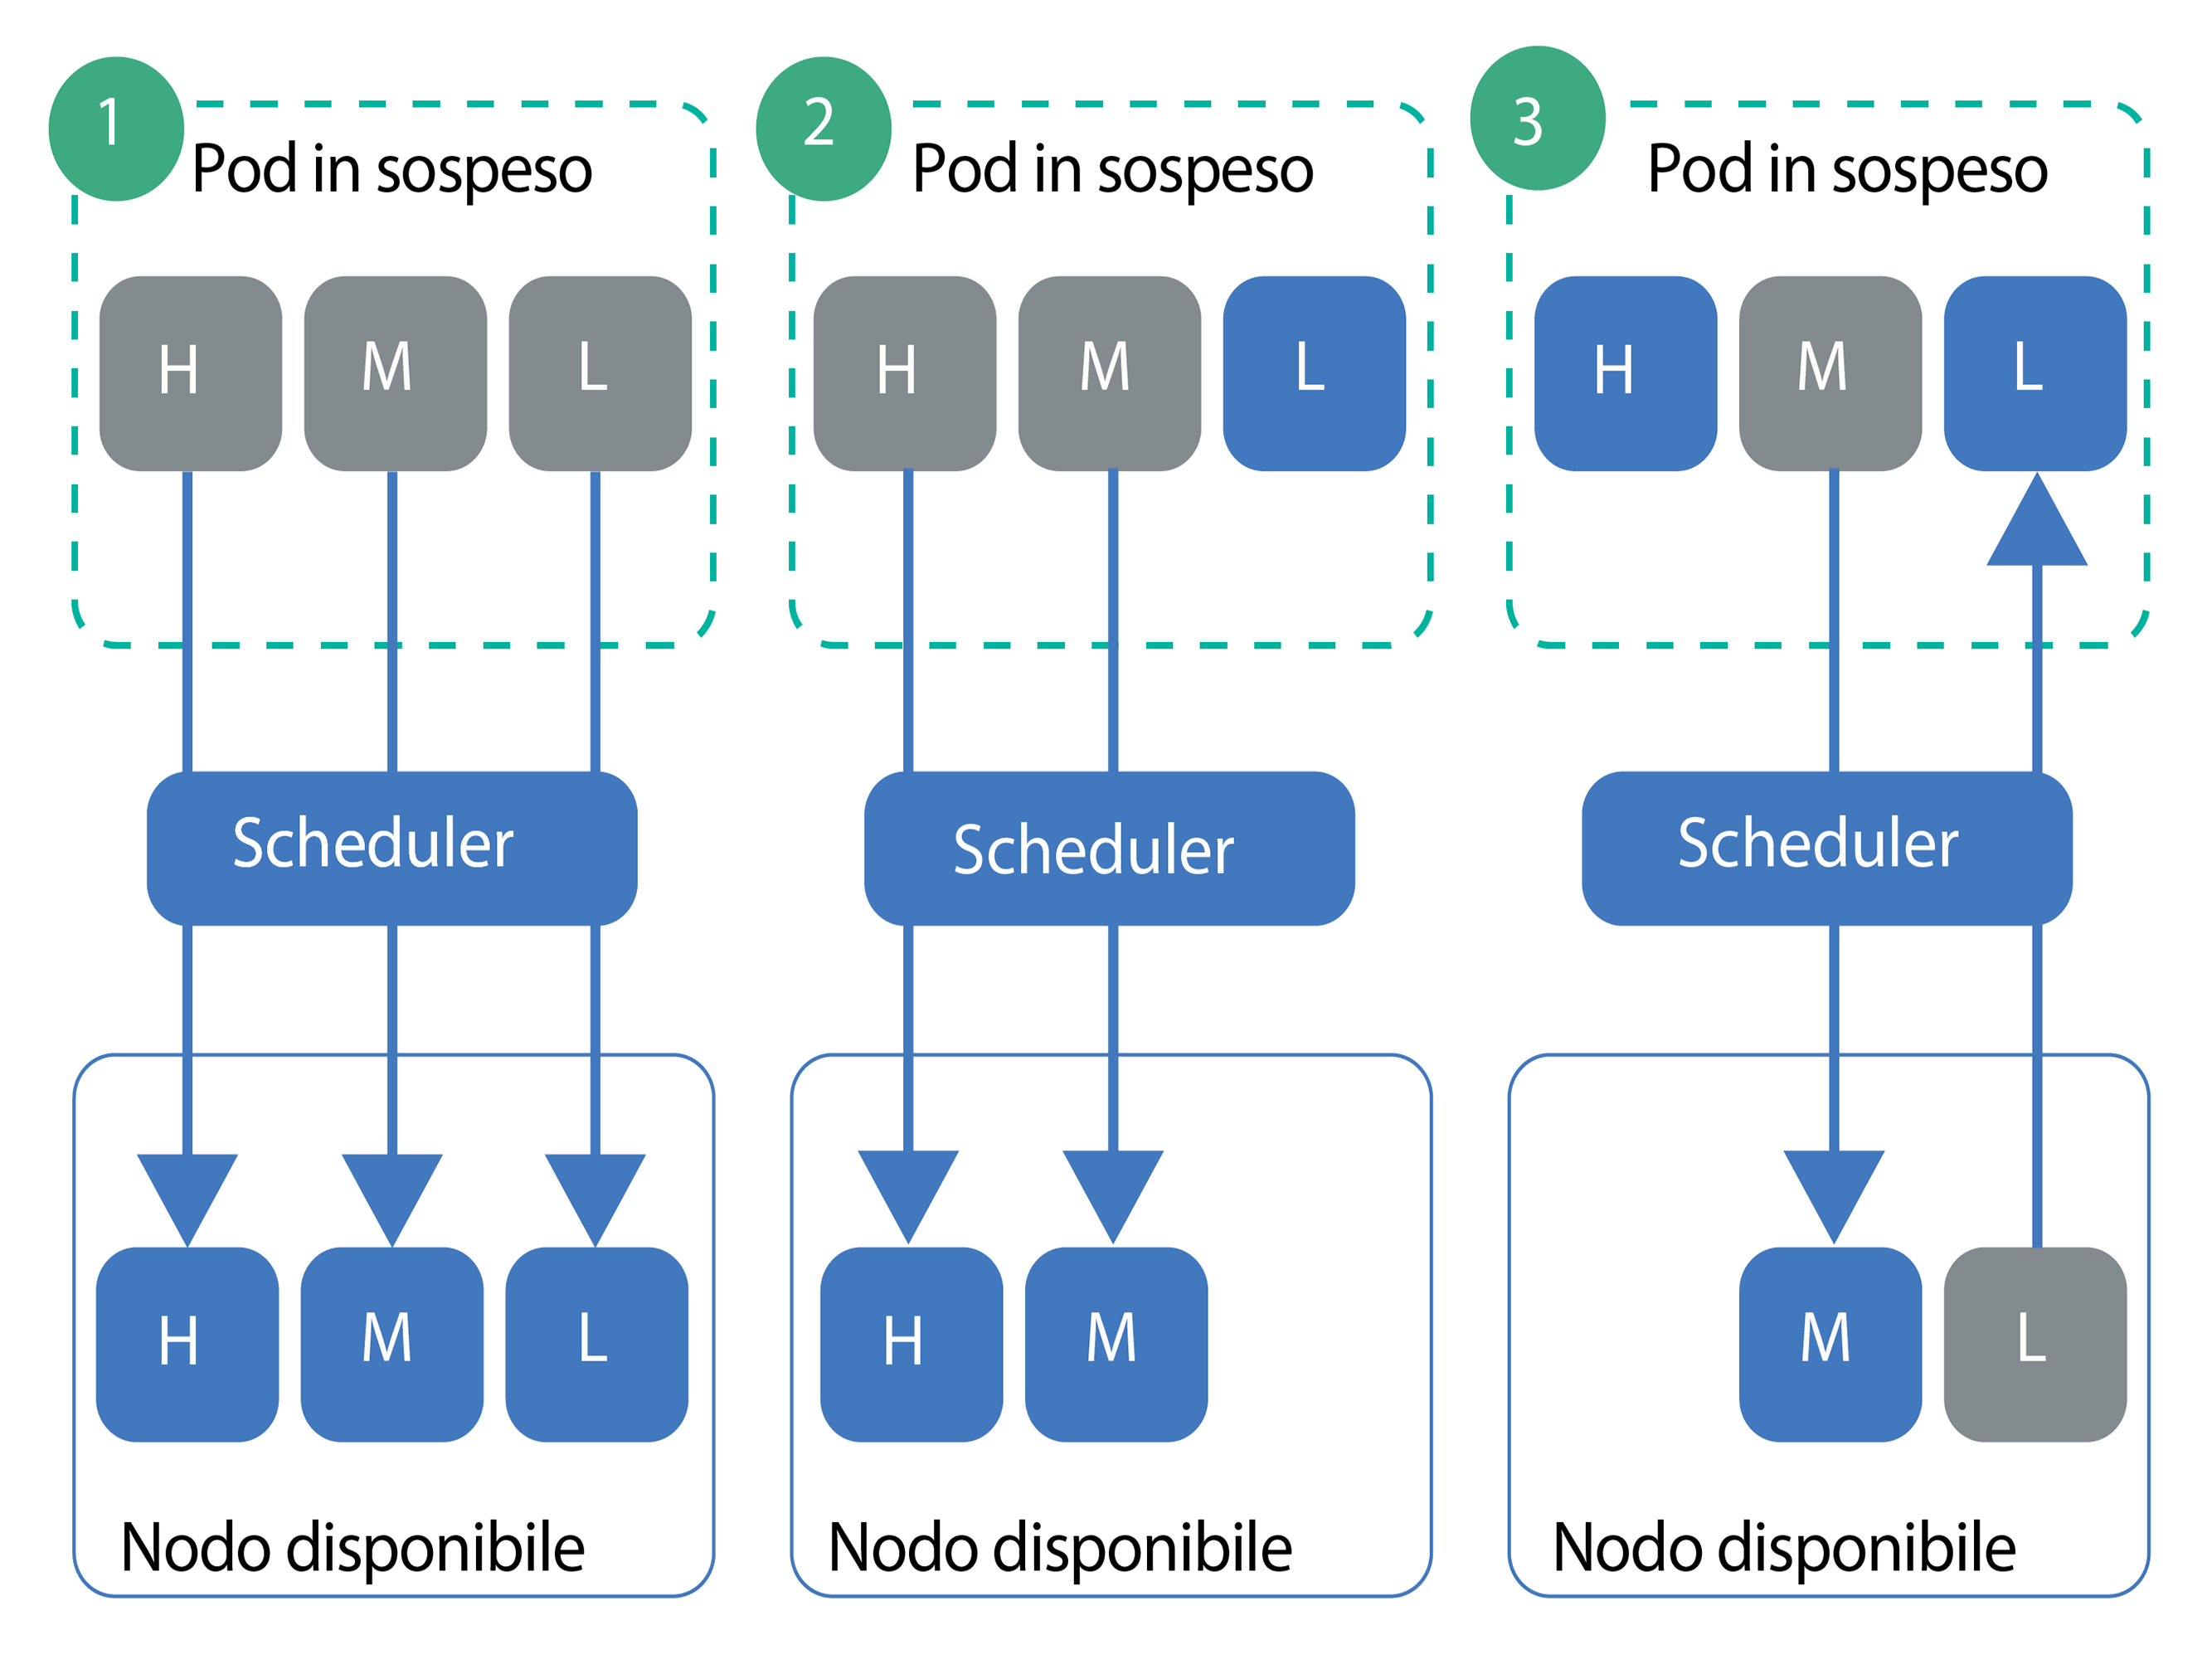 1
Pod in sospeso
H
M
L
Scheduler
H
M
L
Nodo disponibile
2
Pod in sospeso
H
M
L
Scheduler
H
M
Nodo disponibile
3
Pod in sospeso
H
M
L
Scheduler
M
L
Nodo disponibile